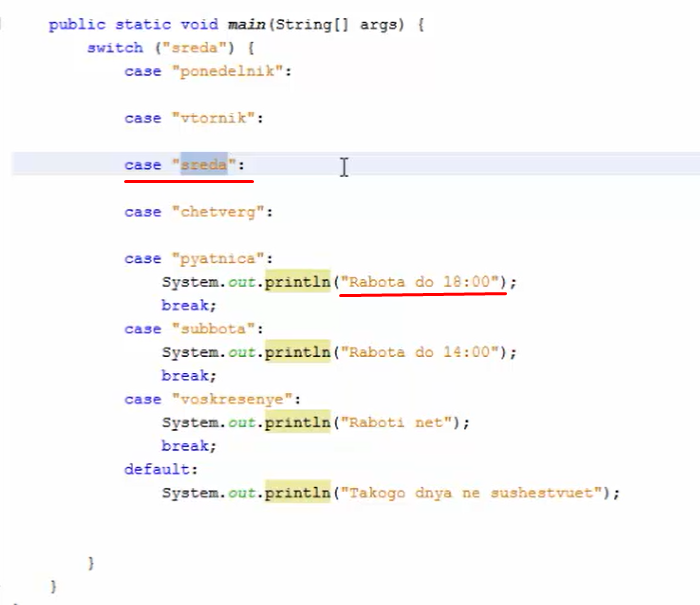 public static void main(String[] args) {
switch ("sreda") {
case "ponedelnik":
case "vtornik":
case "sreda":
case "chetverg":
case "pyatnica":
System.out.println("Rabota do 18:00");
break;
case "subbota":
System.out.println("Rabota do 14:00");
break;
case "voskresenye":
System.out.println("Raboti net");
break;
default:
System.out.println("Takogo dnya ne sushestvuet");
}
}